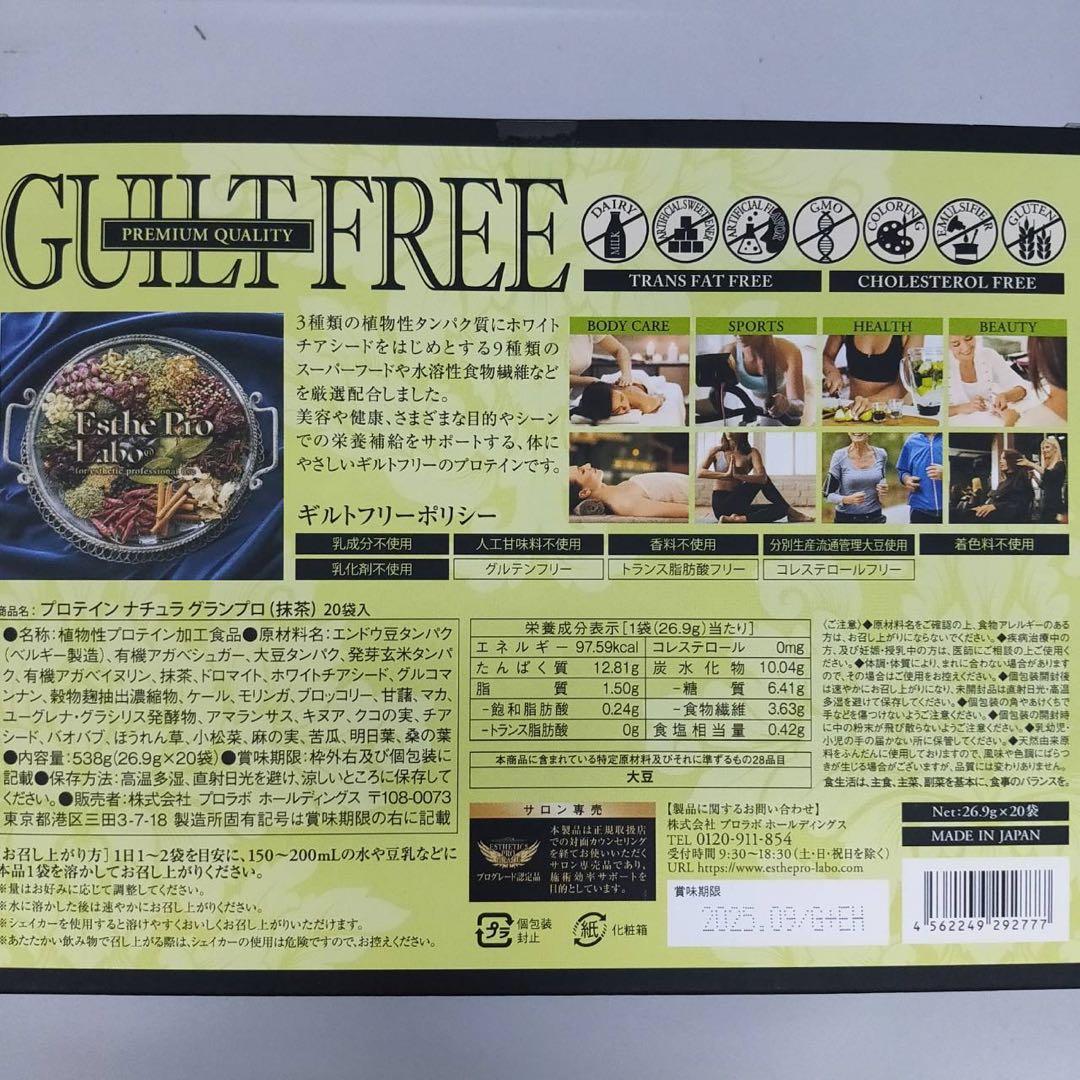 GUILT FREE
PREMIUM QUALITY
DAIRY
MILK
ARTIFICIAL SWEETENER
ARTIFICIAL FLAVOR
GMO
COLORING
EMULSIFIER
GLUTEN
TRANS FAT FREE
CHOLESTEROL FREE
Esthe Pro
Labo
for esthetic professional
3種類の植物性タンパク質にホワイト
チアシードをはじめとする9種類の
スーパーフードや水溶性食物繊維など
を厳選配合しました。
美容や健康、さまざまな目的やシーン
での栄養補給をサポートする、体に
やさしいギルトフリーのプロテインです。
BODY CARE
SPORTS
HEALTH
BEAUTY
ギルトフリーポリシー
乳成分不使用
人工甘味料不使用
香料不使用
分別生産流通管理大豆使用
着色料不使用
乳化剤不使用
グルテンフリー
トランス脂肪酸フリー
コレステロールフリー
商品名: プロテイン ナチュラ グランプロ(抹茶) 20袋入
●名称:植物性プロテイン加工食品●原材料名:エンドウ豆タンパク
(ベルギー製造)、有機アガベシュガー、大豆タンパク、発芽玄米タンパ
ク、有機アガベイヌリン、抹茶、ドロマイト、ホワイトチアシード、グルコマ
ンナン、穀物麹抽出濃縮物、ケール、モリンガ、ブロッコリー、甘藷、マカ、
ユーグレナ・グラシリス発酵物、アマランサス、キヌア、クコの実、チア
シード、バオバブ、ほうれん草、小松菜、麻の実、苦瓜、明日葉、桑の葉
●内容量:538g(26.9g×20袋)●賞味期限:枠外右及び個包装に
記載●保存方法:高温多湿、直射日光を避け、涼しいところに保存して
ください。●販売者:株式会社 プロラボ ホールディングス 〒108-0073
東京都港区三田3-7-18 製造所固有記号は賞味期限の右に記載
[お召し上がり方] 1日1~2袋を目安に、150~200mLの水や豆乳などに
本品1袋を溶かしてお召し上がりください。
※量はお好みに応じて調整してください。
※水に溶かした後は速やかにお召し上がりください。
※シェイカーを使用すると溶けやすくおいしくお召し上がりいただけます。
※あたたかい飲み物で召し上がる際は、シェイカーの使用は危険ですので、お控えください。
栄養成分表示[1袋(26.9g)当たり]
エネルギー 97.59kcal コレステロール 0mg
たんぱく質 12.81g 炭水化物 10.04g
脂質 1.50g -糖質 6.41g
-飽和脂肪酸 0.24g -食物繊維 3.63g
-トランス脂肪酸 0g 食塩相当量 0.42g
本商品に含まれている特定原材料及びそれに準ずるもの28品目
大豆
(ご注意)◆原材料名をご確認の上、食物アレルギーのある
方は、お召し上がりにならないでください。◆疾病治療中の
方、及び妊娠・授乳中の方は、医師にご相談の上ご使用く
ださい。◆体調・体質により、まれに合わない場合があります
ので、その場合はご使用をお控えください。◆個包装開封後
は速やかにお召し上がりになり、未開封品は直射日光・高温
多湿を避けて保存してください。◆個包装の角やあけくちで
手などを傷つけないようご注意ください。◆個包装の開封時
に中の粉末が飛び散らないようご注意ください。◆乳幼児・
小児の手の届かない所に保管してください。◆天然由来原
料をふんだんに使用しておりますので、風味や色調にばらつ
きが生じる場合がございますが、品質には変わりありません。
食生活は、主食、主菜、副菜を基本に、食事のバランスを。
サロン専売
ESTHETICS
PRO
GRADE
プログレード認定品
本製品は正規取扱店
での対面カウンセリング
を経てお使いいただく
サロン専売品であり、
施術効率サポートを
目的としています。
【製品に関するお問い合わせ】
株式会社 プロラボ ホールディングス
TEL 0120-911-854
受付時間 9:30~18:30(土・日・祝日を除く)
URL https://www.esthepro-labo.com
Net:26.9g×20袋
MADE IN JAPAN
賞味期限
プラ
個包装
封止
紙
化粧箱
4 562249 292777